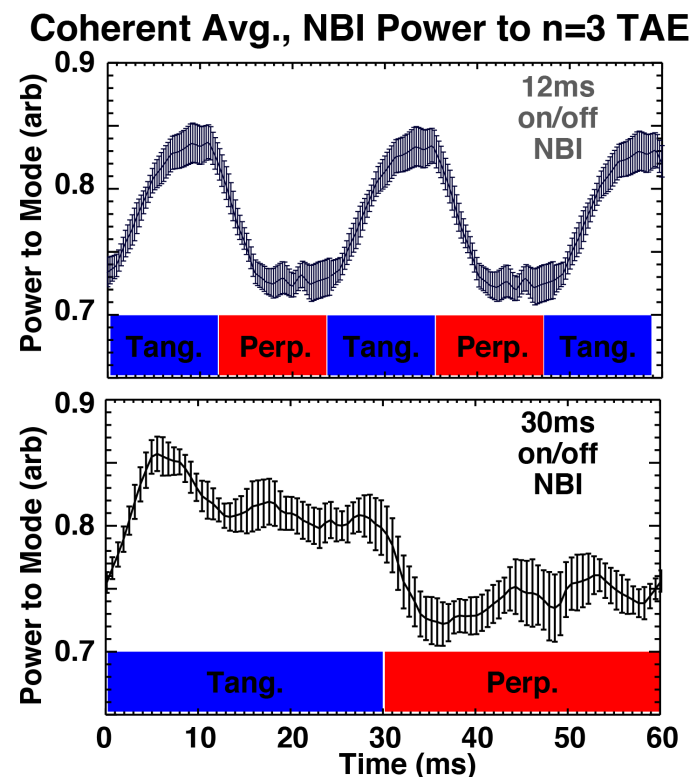 Coherent Avg., NBI Power to n=3 TAE
Power to Mode (arb)
0.9
0.8
0.7
12ms
on/off
NBI
Tang. Perp. Tang. Perp. Tang.
Power to Mode (arb)
0.9
0.8
0.7
30ms
on/off
NBI
Tang. Perp.
0 10 20 30 40 50 60
Time (ms)